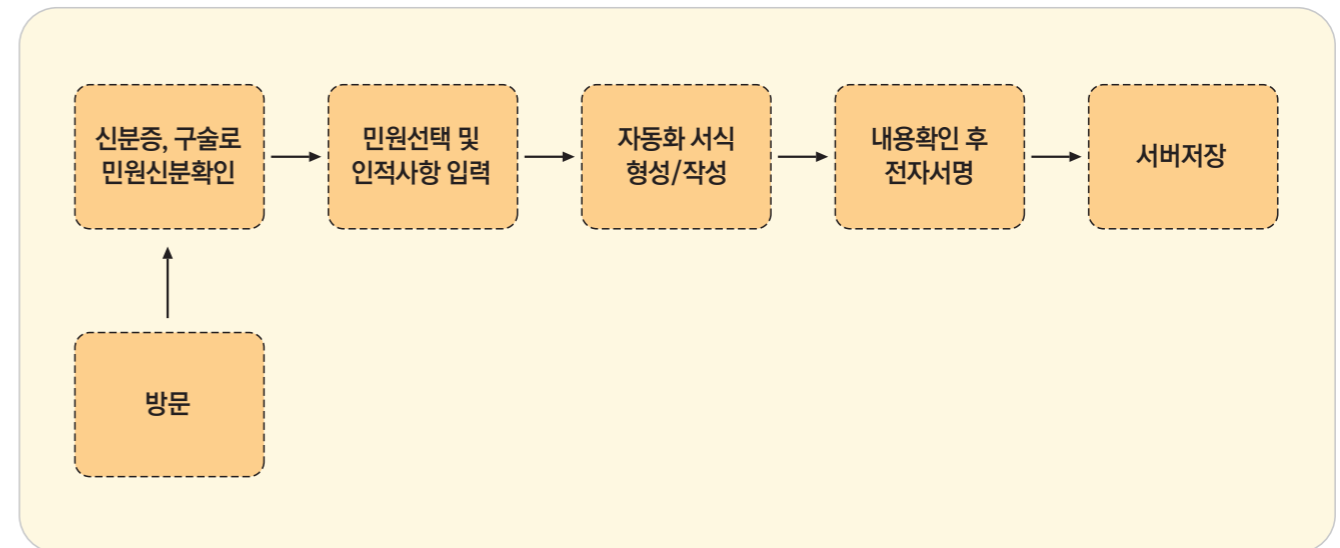 신분증, 구술로
민원신분확인
민원선택 및
인적사항 입력
자동화 서식
형성/작성
내용확인 후
전자서명
서버저장
방문